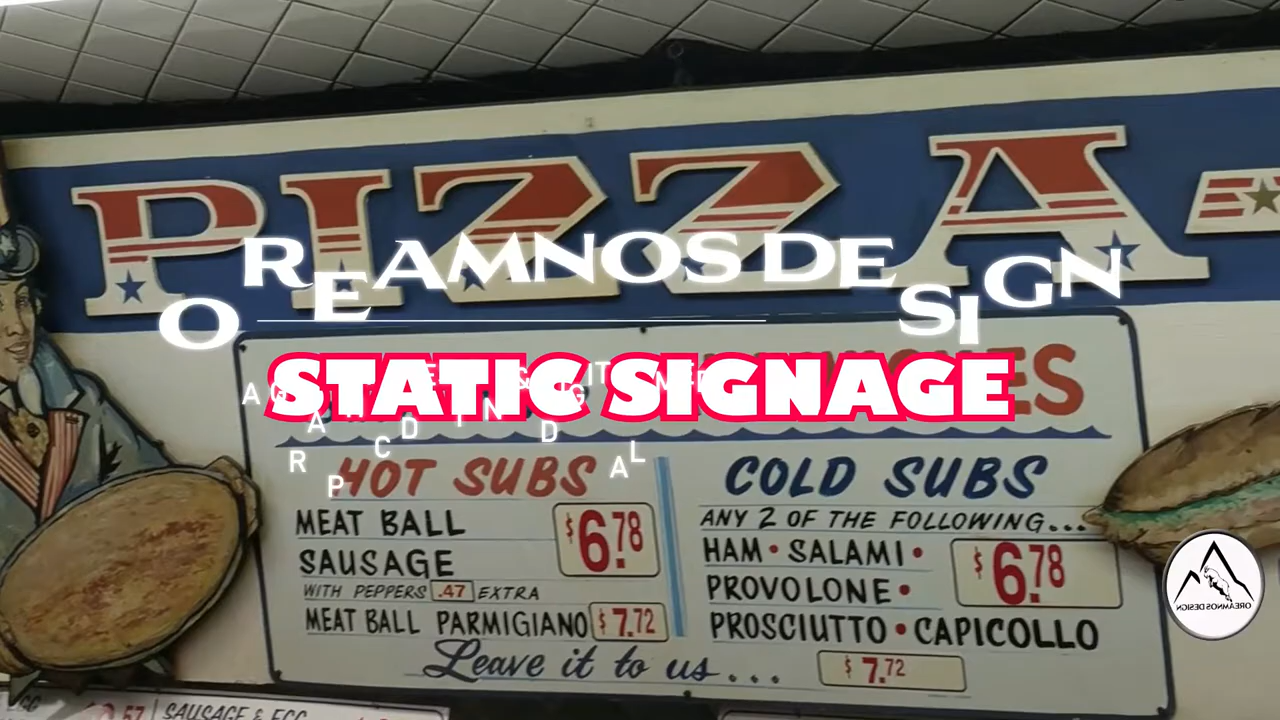 PIZZA
OREAMNOS DESIGN
STATIC SIGNAGE
HOT SUBS
MEAT BALL
SAUSAGE
$6.78
WITH PEPPERS .47 EXTRA
MEAT BALL PARMIGIANO $7.72
COLD SUBS
ANY 2 OF THE FOLLOWING...
HAM • SALAMI •
PROVOLONE •
$6.78
PROSCIUTTO • CAPICOLLO
Leave it to us... $7.72
SAUSAGE & EGG
OREAMNOS DESIGN